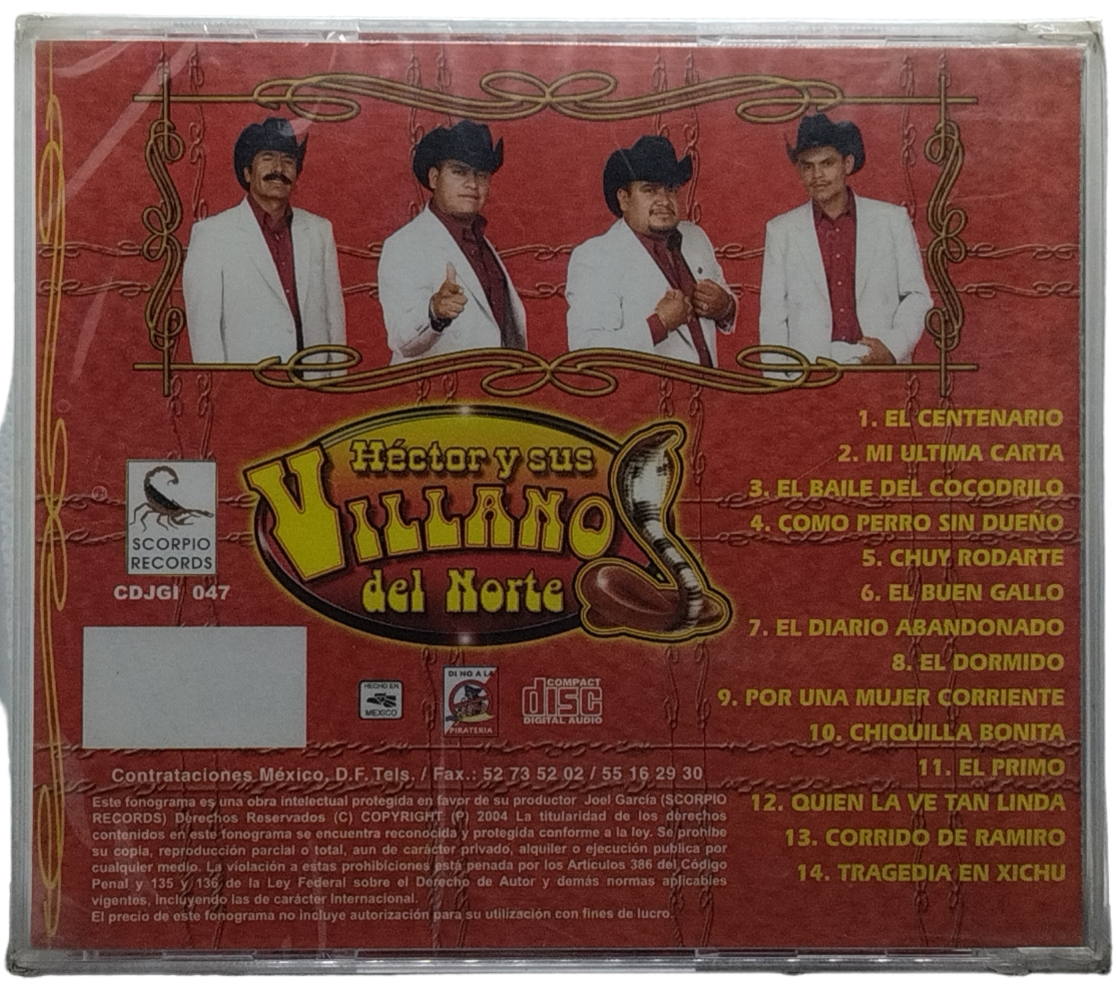 Héctor y sus
VILLANOS
del Norte
SCORPIO
RECORDS
CDJGI 047
1. EL CENTENARIO
2. MI ULTIMA CARTA
3. EL BAILE DEL COCODRILO
4. COMO PERRO SIN DUEÑO
5. CHUY RODARTE
6. EL BUEN GALLO
7. EL DIARIO ABANDONADO
8. EL DORMIDO
9. POR UNA MUJER CORRIENTE
10. CHIQUILLA BONITA
11. EL PRIMO
12. QUIEN LA VE TAN LINDA
13. CORRIDO DE RAMIRO
14. TRAGEDIA EN XICHU
HECHO EN
MEXICO
DI NO A LA
PIRATERIA
COMPACT
disc
DIGITAL AUDIO
Contrataciones México, D.F. Tels. / Fax.: 52 73 52 02 / 55 16 29 30
Este fonograma es una obra intelectual protegida en favor de su productor Joel García (SCORPIO
RECORDS) Derechos Reservados (C) COPYRIGHT (P) 2004 La titularidad de los derechos
contenidos en este fonograma se encuentra reconocida y protegida conforme a la ley. Se prohibe
su copia, reproducción parcial o total, aun de carácter privado, alquiler o ejecución publica por
cualquier medio. La violación a estas prohibiciones está penada por los Artículos 386 del Código
Penal y 135 y 136 de la Ley Federal sobre el Derecho de Autor y demás normas aplicables
vigentes, incluyendo las de carácter Internacional.
El precio de este fonograma no incluye autorización para su utilización con fines de lucro.